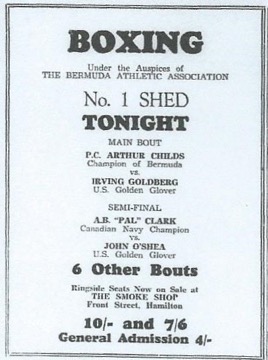 BOXING
Under the Auspices of
THE BERMUDA ATHLETIC ASSOCIATION
No. 1 SHED
TONIGHT
MAIN BOUT
P.C. ARTHUR CHILDS
Champion of Bermuda
vs.
IRVING GOLDBERG
U.S. Golden Glover
SEMI-FINAL
A.B. "PAL" CLARK
Canadian Navy Champion
vs.
JOHN O'SHEA
U.S. Golden Glover
6 Other Bouts
Ringside Seats Now on Sale at
THE SMOKE SHOP
Front Street, Hamilton
10/- and 7/6
General Admission 4/-